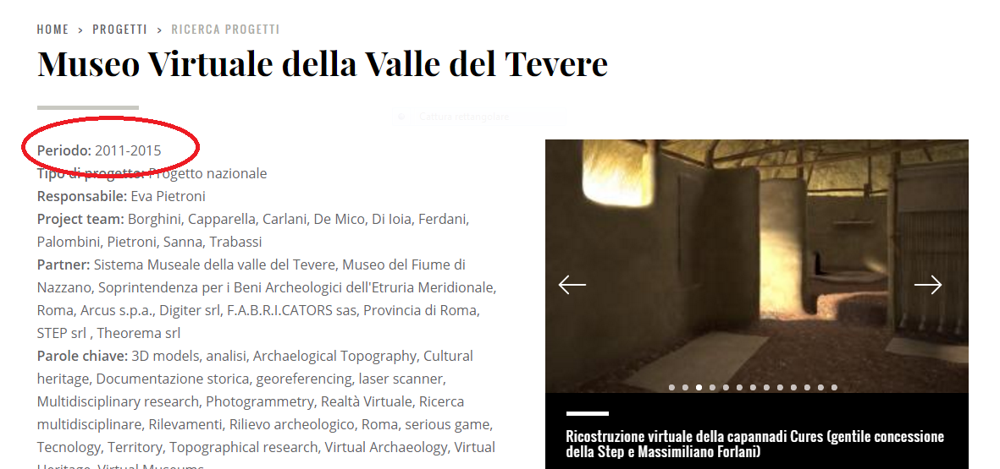 HOME > PROGETTI > RICERCA PROGETTI
Museo Virtuale della Valle del Tevere
Cattura rettangolare
Periodo: 2011-2015
Tipo di progetto: Progetto nazionale
Responsabile: Eva Pietroni
Project team: Borghini, Capparella, Carlani, De Mico, Di Ioia, Ferdani,
Palombini, Pietroni, Sanna, Trabassi
Partner: Sistema Museale della valle del Tevere, Museo del Fiume di
Nazzano, Soprintendenza per i Beni Archeologici dell'Etruria Meridionale,
Roma, Arcus s.p.a., Digiter srl, F.A.B.R.I.CATORS sas, Provincia di Roma,
STEP srl , Theorema srl
Parole chiave: 3D models, analisi, Archaelogical Topography, Cultural
heritage, Documentazione storica, georeferencing, laser scanner,
Multidisciplinary research, Photogrammetry, Realtà Virtuale, Ricerca
multidisciplinare, Rilevamenti, Rilievo archeologico, Roma, serious game,
Tecnology, Territory, Topographical research, Virtual Archaeology, Virtual
Heritage, Virtual Museums
Ricostruzione virtuale della capannadi Cures (gentile concessione
della Step e Massimiliano Forlani)